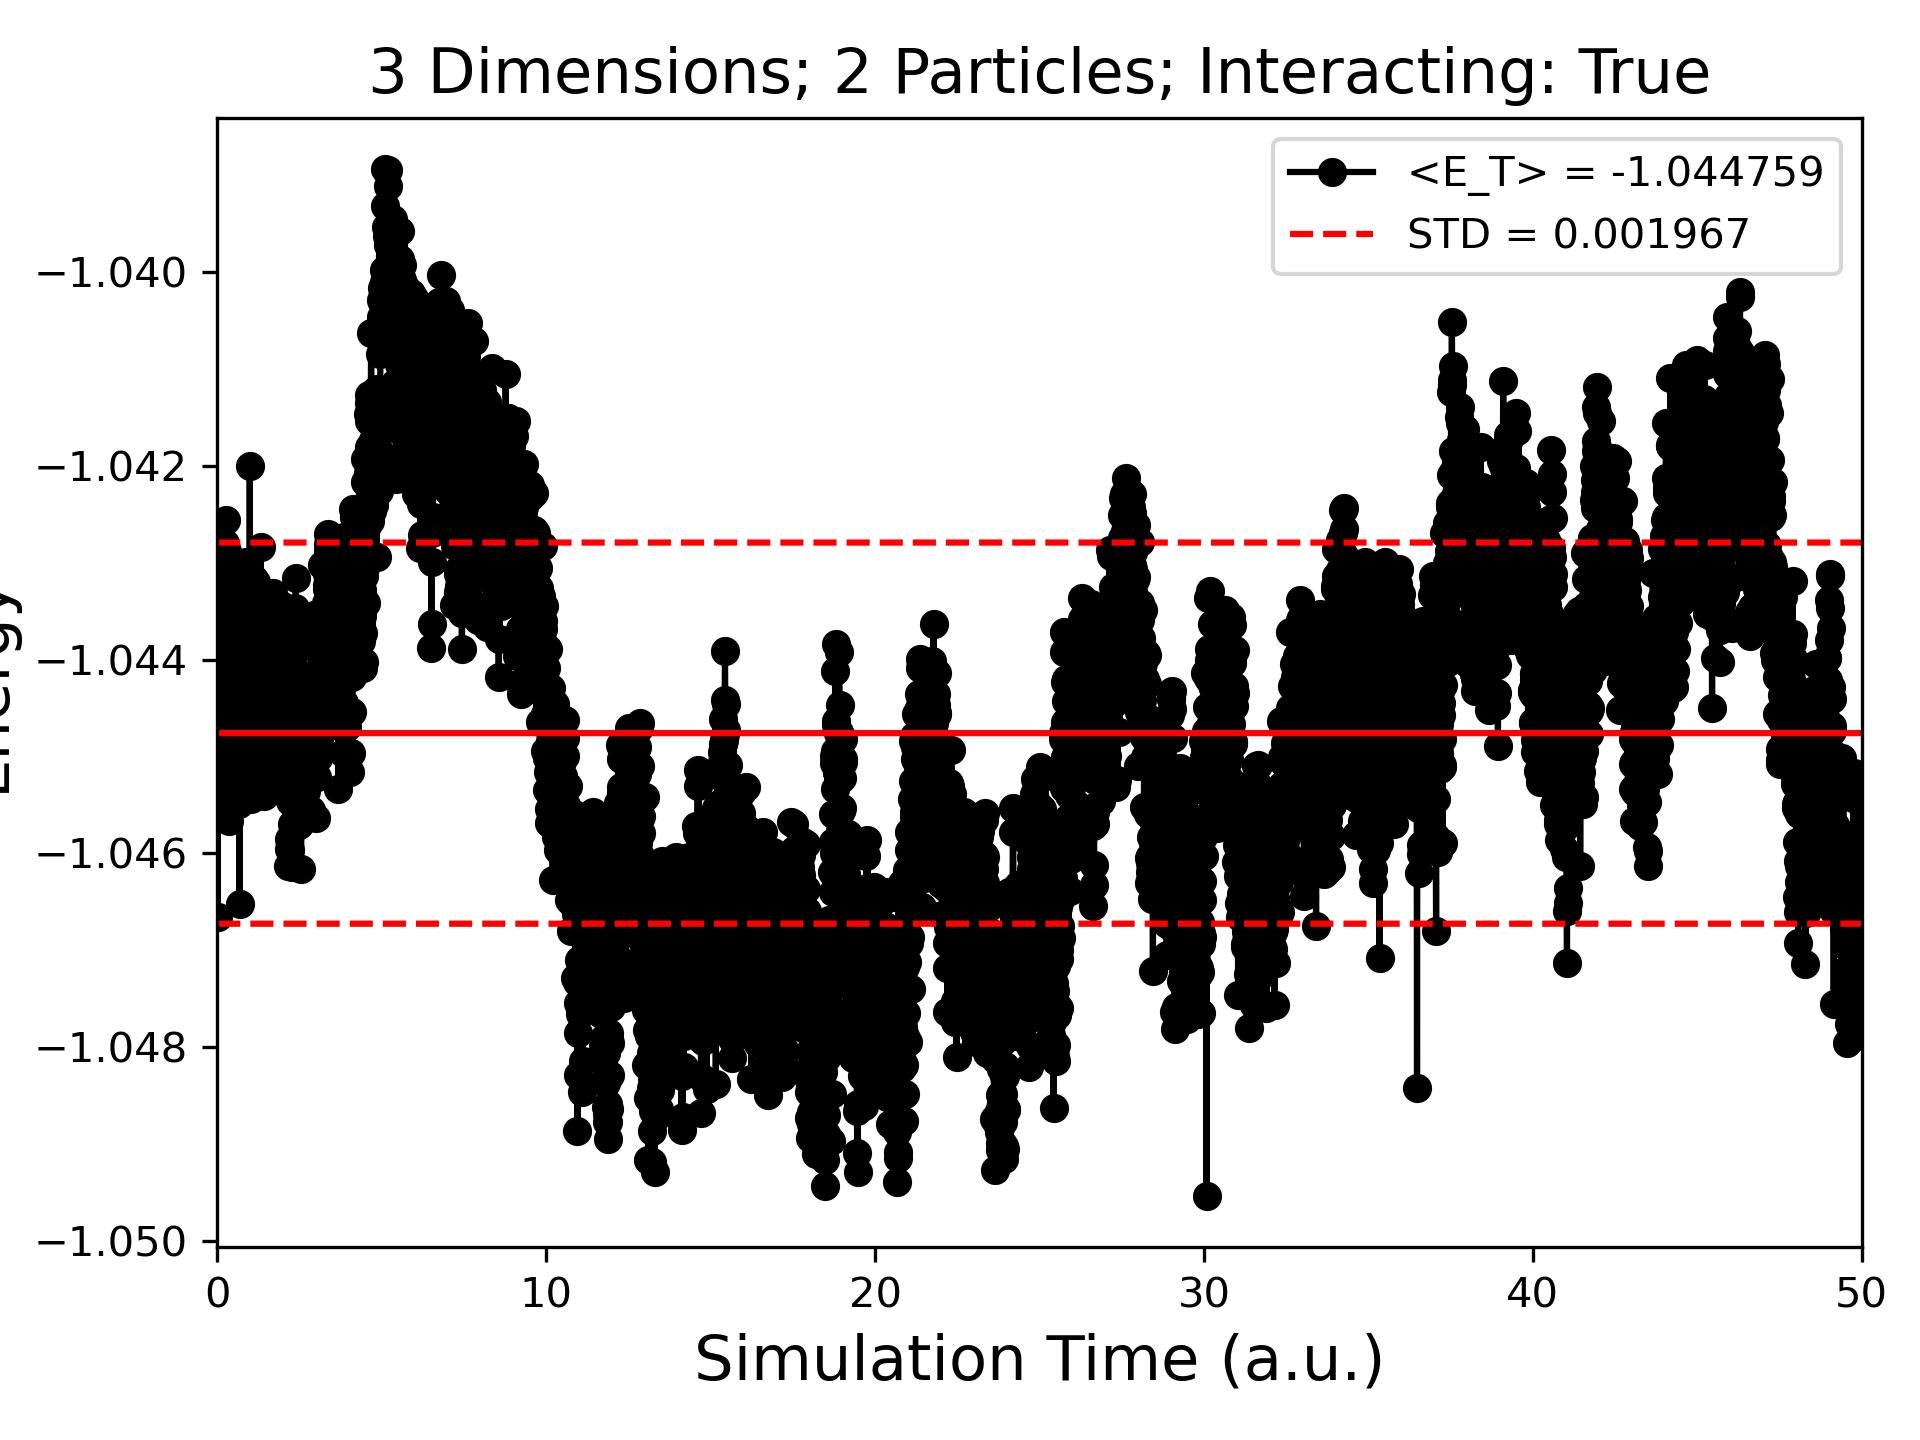 3 Dimensions; 2 Particles; Interacting: True
<E_T> = -1.044759
STD = 0.001967
−1.040
−1.042
−1.044
−1.046
−1.048
−1.050
Energy
0 10 20 30 40 50
Simulation Time (a.u.)